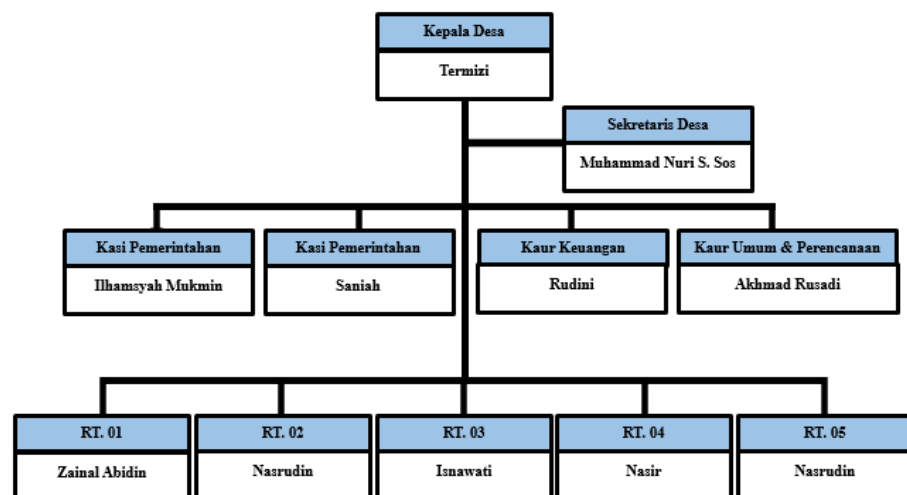 Kepala Desa
Termizi
Sekretaris Desa
Muhammad Nuri S. Sos
Kasi Pemerintahan
Ilhamsyah Mukmin
Kasi Pemerintahan
Saniah
Kaur Keuangan
Rudini
Kaur Umum & Perencanaan
Akhmad Rusadi
RT. 01
Zainal Abidin
RT. 02
Nasrudin
RT. 03
Isnawati
RT. 04
Nasir
RT. 05
Nasrudin